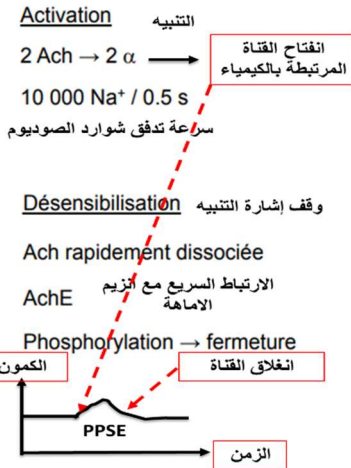 Activation التنبيه
2 Ach → 2 α → انفتاح القناة
المرتبطة بالكيمياء
10 000 Na⁺ / 0.5 s
سرعة تدفق شوارد الصوديوم
Désensibilisation وقف إشارة التنبيه
Ach rapidement dissociée
الارتباط السريع مع انزيم
الاماهة
AchE
Phosphorylation → fermeture
الكمون
انغلاق القناة
PPSE
الزمن